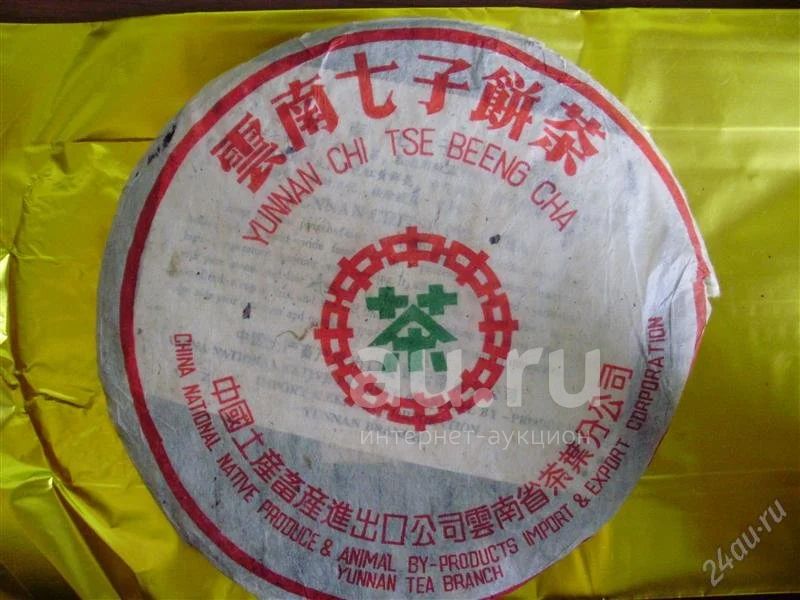 雲南七子餅茶
YUNNAN CHI TSE BEENG CHA
茶
中國土産畜産進出口公司雲南省茶葉分公司
CHINA NATIONAL NATIVE PRODUCE & ANIMAL BY-PRODUCTS IMPORT & EXPORT CORPORATION
YUNNAN TEA BRANCH
au.ru
интернет-аукцион
24au.ru